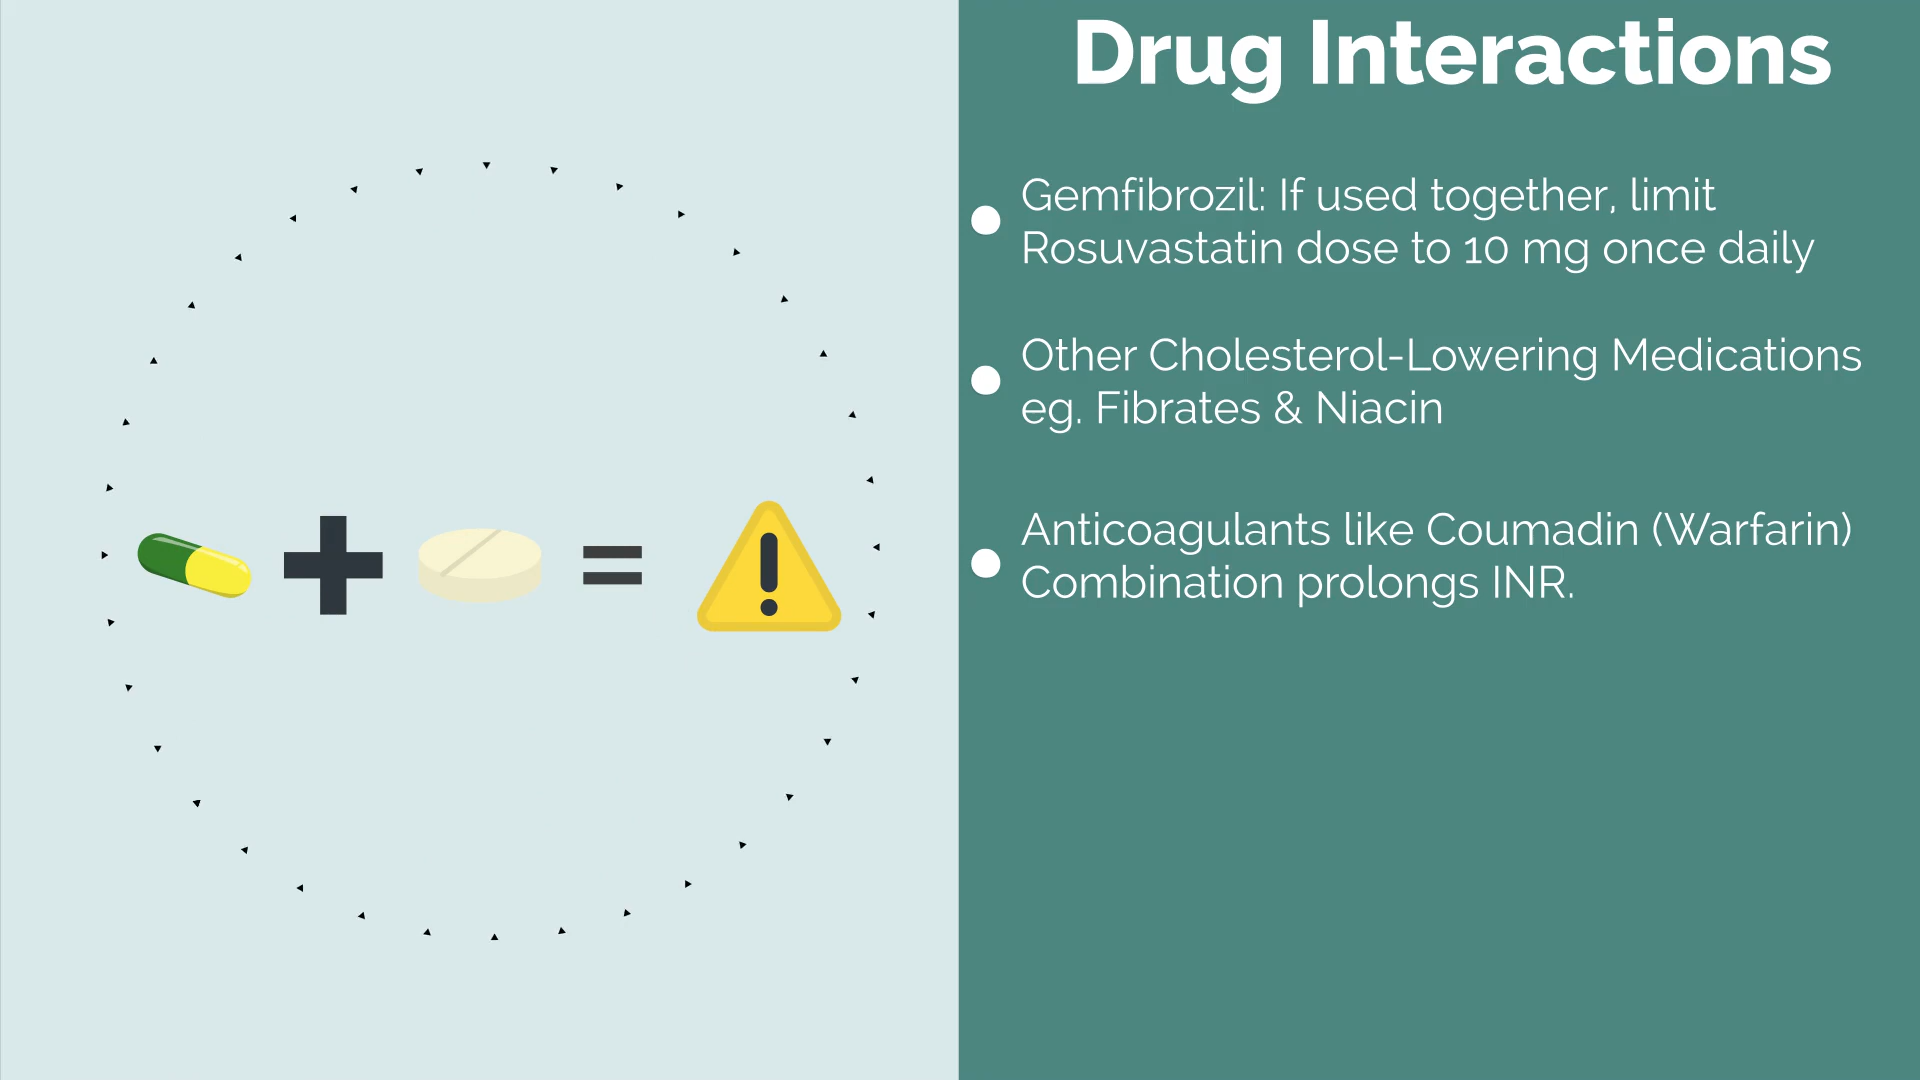 Drug Interactions
Gemfibrozil: If used together, limit
Rosuvastatin dose to 10 mg once daily
Other Cholesterol-Lowering Medications
eg. Fibrates & Niacin
Anticoagulants like Coumadin (Warfarin)
Combination prolongs INR.